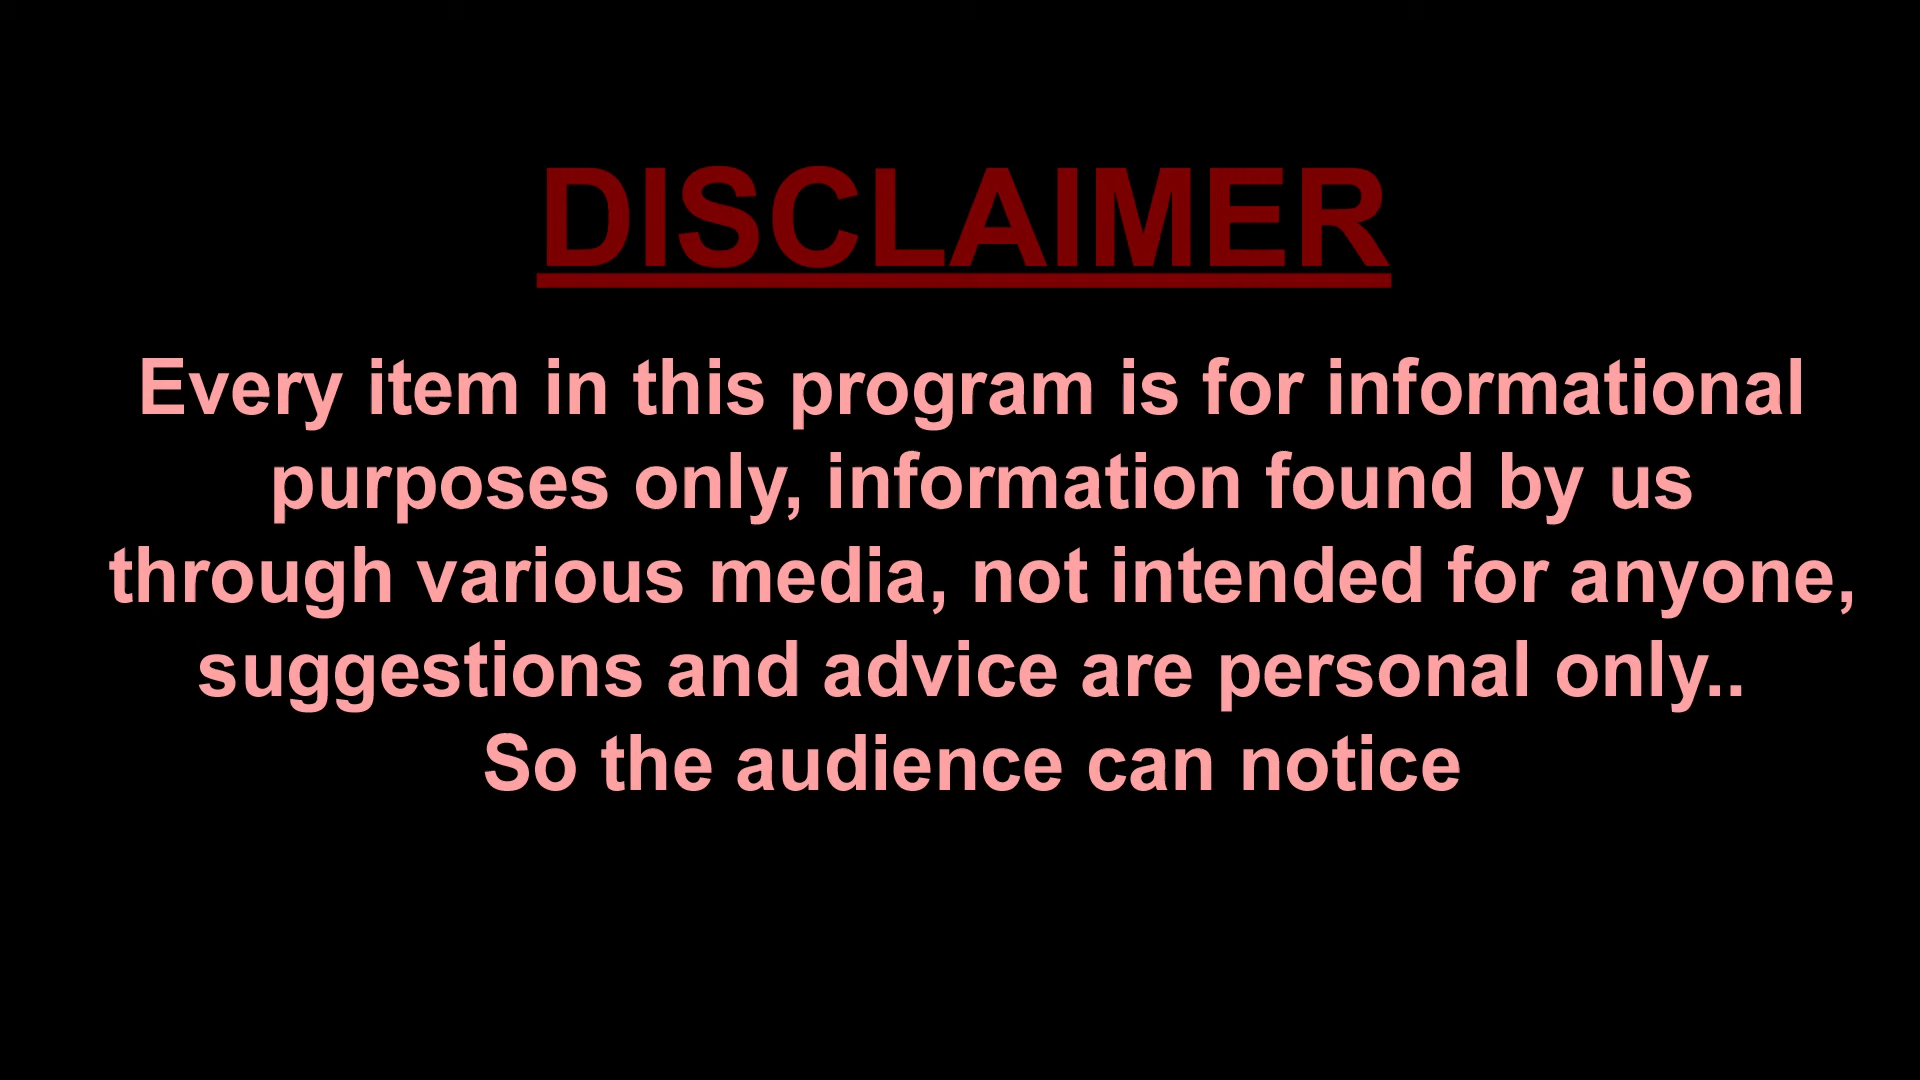 DISCLAIMER
Every item in this program is for informational
purposes only, information found by us
through various media, not intended for anyone,
suggestions and advice are personal only..
So the audience can notice